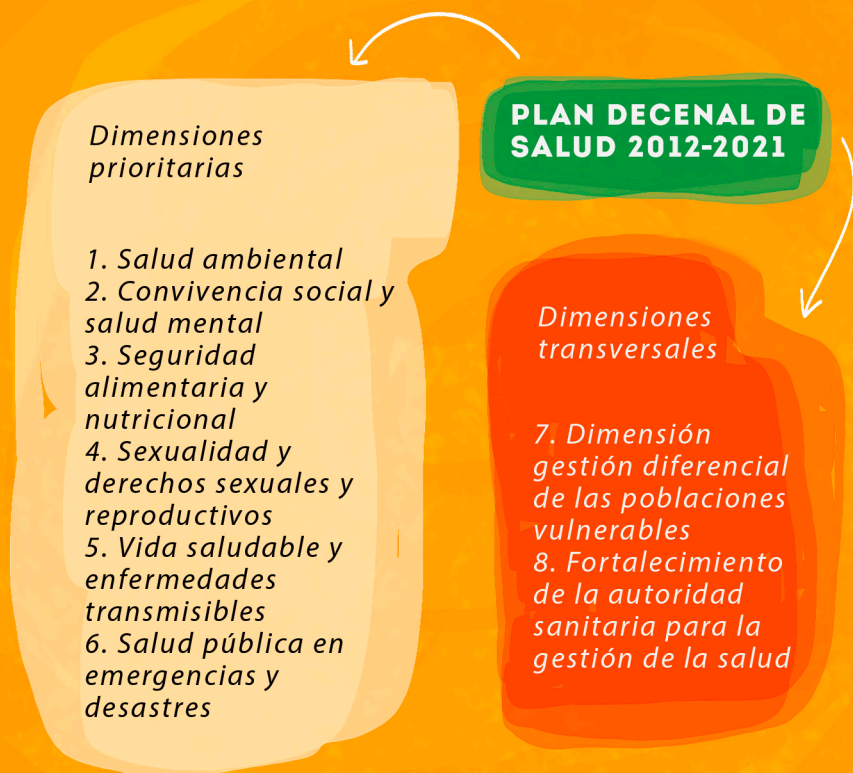 PLAN DECENAL DE
SALUD 2012-2021
Dimensiones
prioritarias
1. Salud ambiental
2. Convivencia social y
salud mental
3. Seguridad
alimentaria y
nutricional
4. Sexualidad y
derechos sexuales y
reproductivos
5. Vida saludable y
enfermedades
transmisibles
6. Salud pública en
emergencias y
desastres
Dimensiones
transversales
7. Dimensión
gestión diferencial
de las poblaciones
vulnerables
8. Fortalecimiento
de la autoridad
sanitaria para la
gestión de la salud